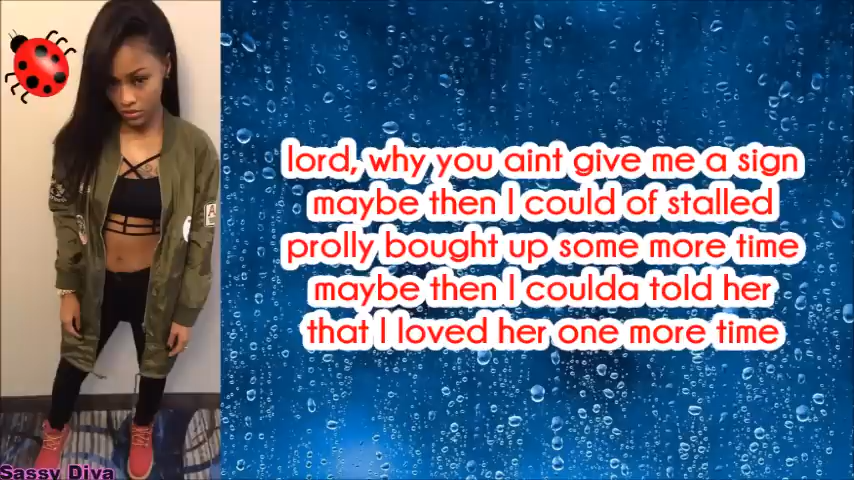 lord, why you aint give me a sign
maybe then I could of stalled
prolly bought up some more time
maybe then I coulda told her
that I loved her one more time
Sassy Diva